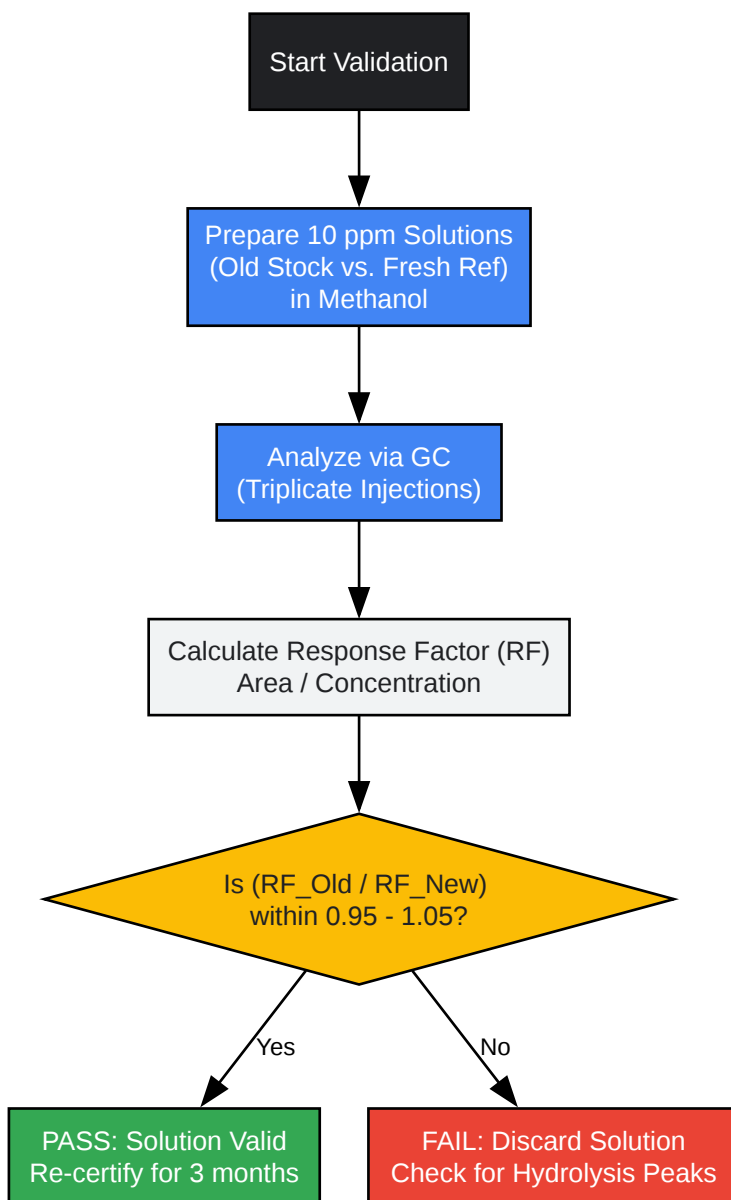 Start Validation
Prepare 10 ppm Solutions
(Old Stock vs. Fresh Ref)
in Methanol
Analyze via GC
(Triplicate Injections)
Calculate Response Factor (RF)
Area / Concentration
Is (RF_Old / RF_New)
within 0.95 - 1.05?
Yes
No
PASS: Solution Valid
Re-certify for 3 months
FAIL: Discard Solution
Check for Hydrolysis Peaks